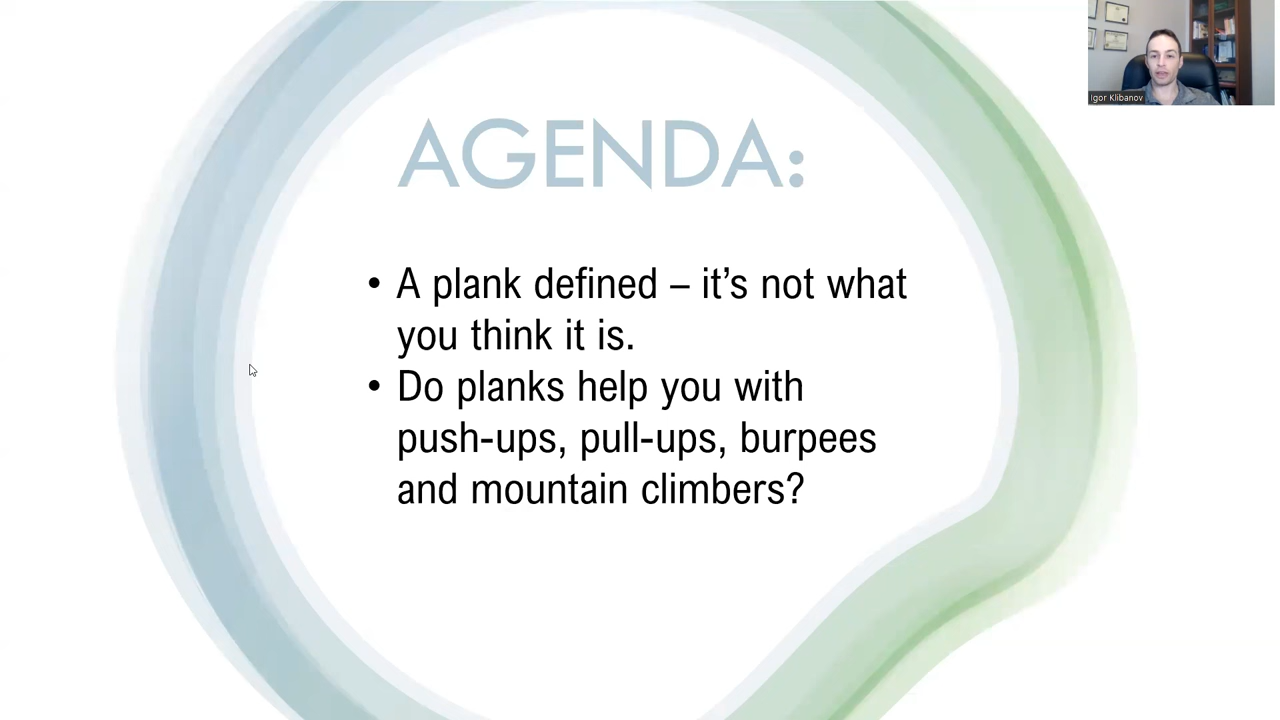 AGENDA:
• A plank defined – it’s not what
you think it is.
• Do planks help you with
push-ups, pull-ups, burpees
and mountain climbers?
Igor Klibanov